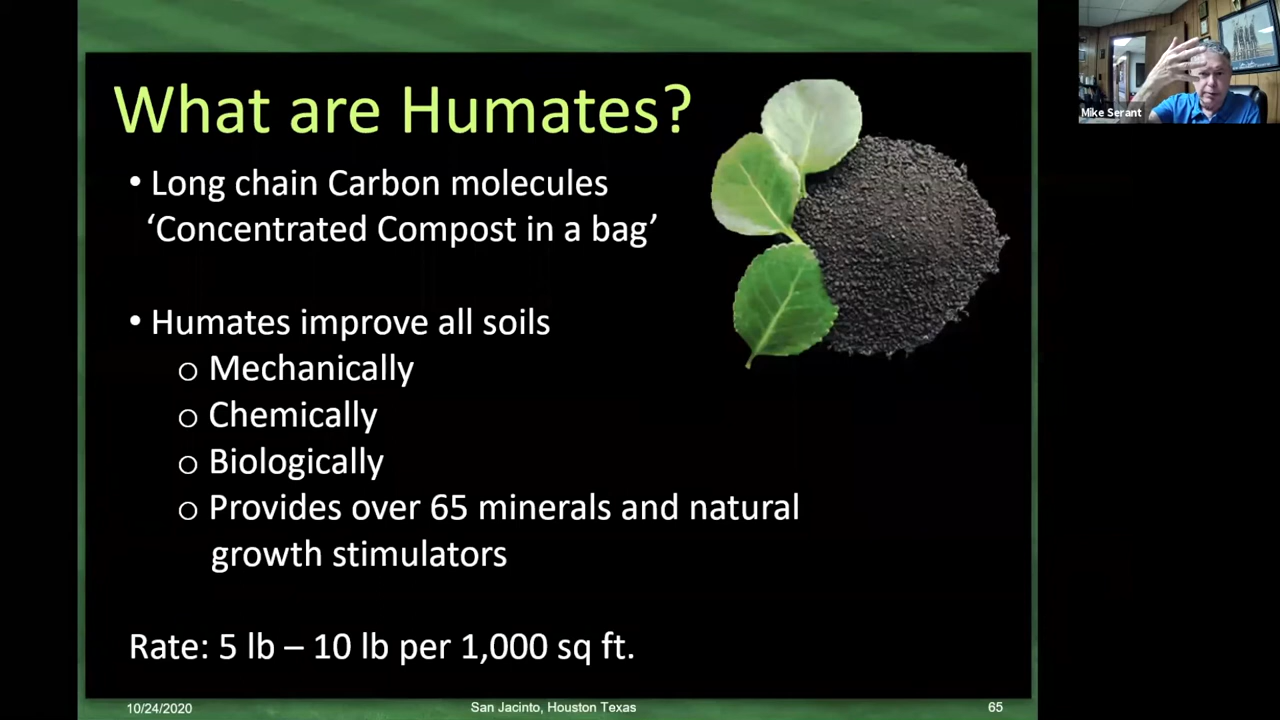 What are Humates?
• Long chain Carbon molecules
‘Concentrated Compost in a bag’
• Humates improve all soils
o Mechanically
o Chemically
o Biologically
o Provides over 65 minerals and natural
growth stimulators
Rate: 5 lb – 10 lb per 1,000 sq ft.
10/24/2020
San Jacinto, Houston Texas
65
Mike Serant